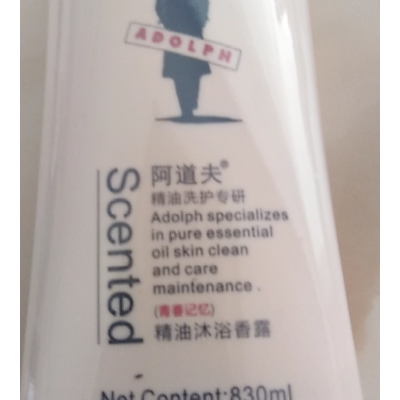 ADOLPH
Scented
阿道夫®
精油洗护专研
Adolph specializes
in pure essential
oil skin clean
and care
maintenance.
(青春记忆)
精油沐浴香露
Net Content:830ml